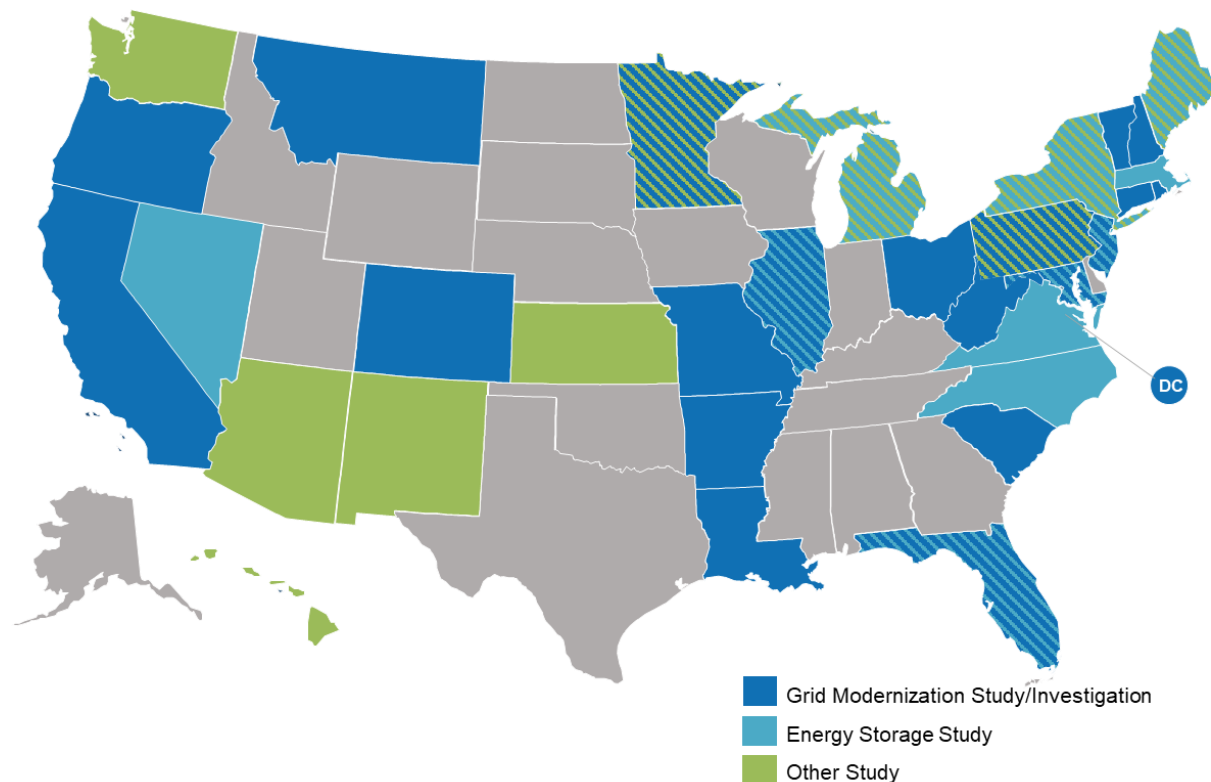 DC
Grid Modernization Study/Investigation
Energy Storage Study
Other Study